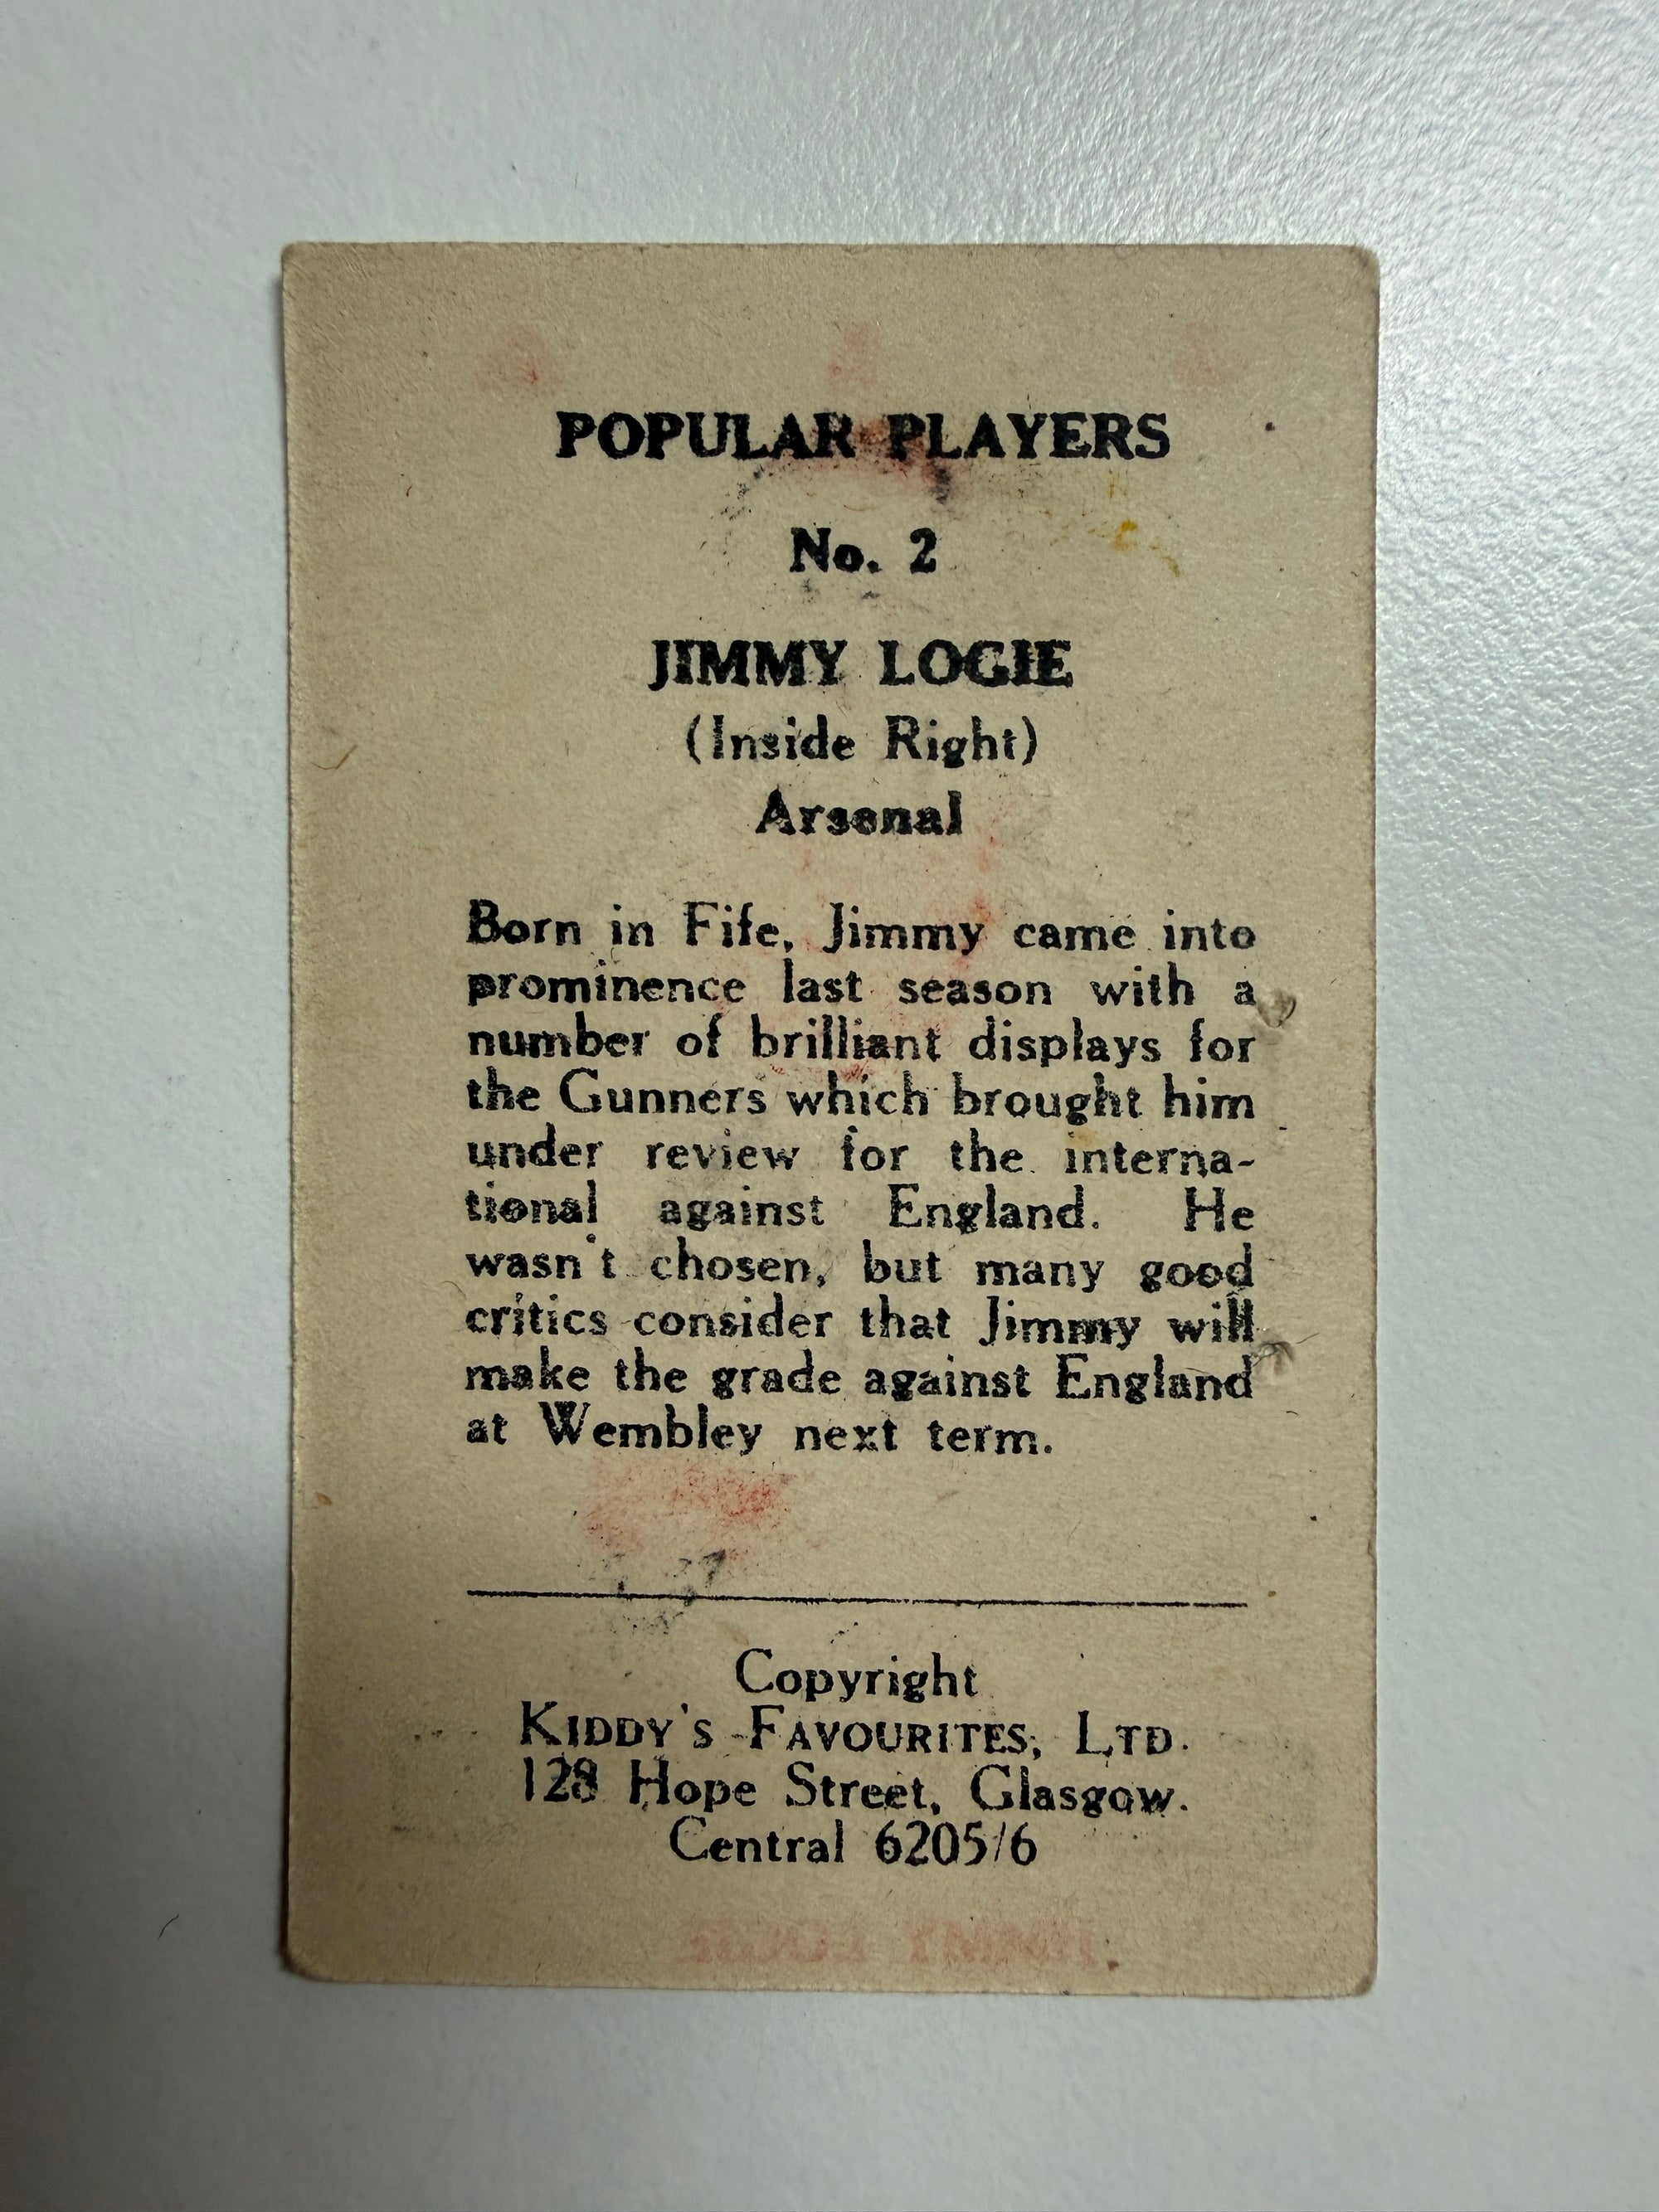 POPULAR PLAYERS
No. 2
JIMMY LOGIE
(Inside Right)
Arsenal
Born in Fife, Jimmy came into
prominence last season with a
number of brilliant displays for
the Gunners which brought him
under review for the interna-
tional against England. He
wasn't chosen, but many good
critics consider that Jimmy will
make the grade against England
at Wembley next term.
Copyright
KIDDY'S FAVOURITES, LTD.
128 Hope Street, Glasgow.
Central 6205/6